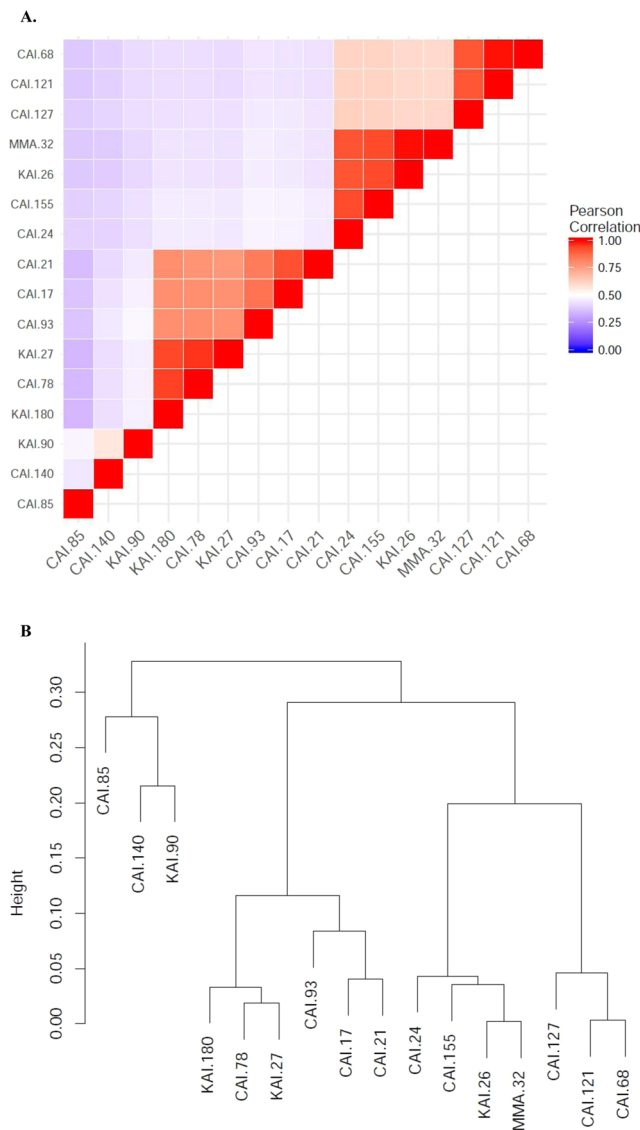 A.
CAI.68
CAI.121
CAI.127
MMA.32
KAI.26
CAI.155
CAI.24
CAI.21
CAI.17
CAI.93
KAI.27
CAI.78
KAI.180
KAI.90
CAI.140
CAI.85
CAI.85
CAI.140
KAI.90
KAI.180
CAI.78
KAI.27
CAI.93
CAI.17
CAI.21
CAI.24
CAI.155
KAI.26
MMA.32
CAI.127
CAI.121
CAI.68
Pearson
Correlation
1.00
0.75
0.50
0.25
0.00
B
Height
0.30
0.25
0.20
0.15
0.10
0.05
0.00
CAI.85
CAI.140
KAI.90
KAI.180
CAI.78
KAI.27
CAI.93
CAI.17
CAI.21
CAI.24
CAI.155
KAI.26
MMA.32
CAI.127
CAI.121
CAI.68